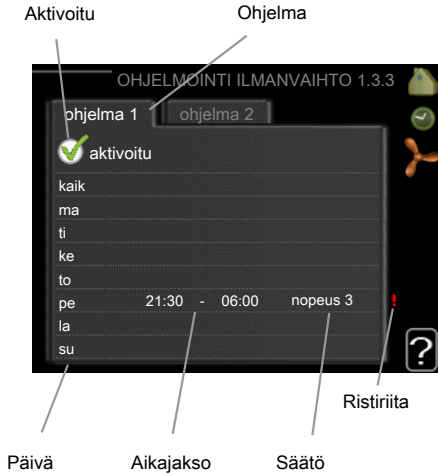 Aktivoitu Ohjelma
OHJELMOINTI ILMANVAIHTO 1.3.3
ohjelma 1 ohjelma 2
aktivoitu
kaik
ma
ti
ke
to
pe 21:30 - 06:00 nopeus 3 !
la
su
?
Ristiriita
Päivä Aikajakso Säätö